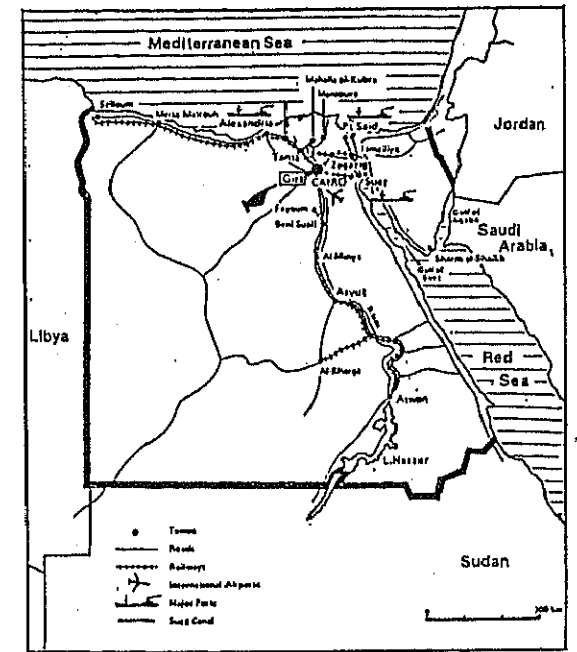 Mediterranean Sea
Mahalla el-Kubra
Mansoura
Alexandria
P. Said
Ismailiya
Jordan
Tanta
Zagazig
Giza
CAIRO
Suez
Fayoum
Beni Suef
Gulf of Aqaba
Saudi Arabia
Sharm el-Sheikh
Gulf of Suez
Al-Minya
Asyut
Libya
Al-Kharga
Red Sea
Aswan
L. Nasser
Towns
Roads
Railways
International Airports
Major Ports
Suez Canal
Sudan